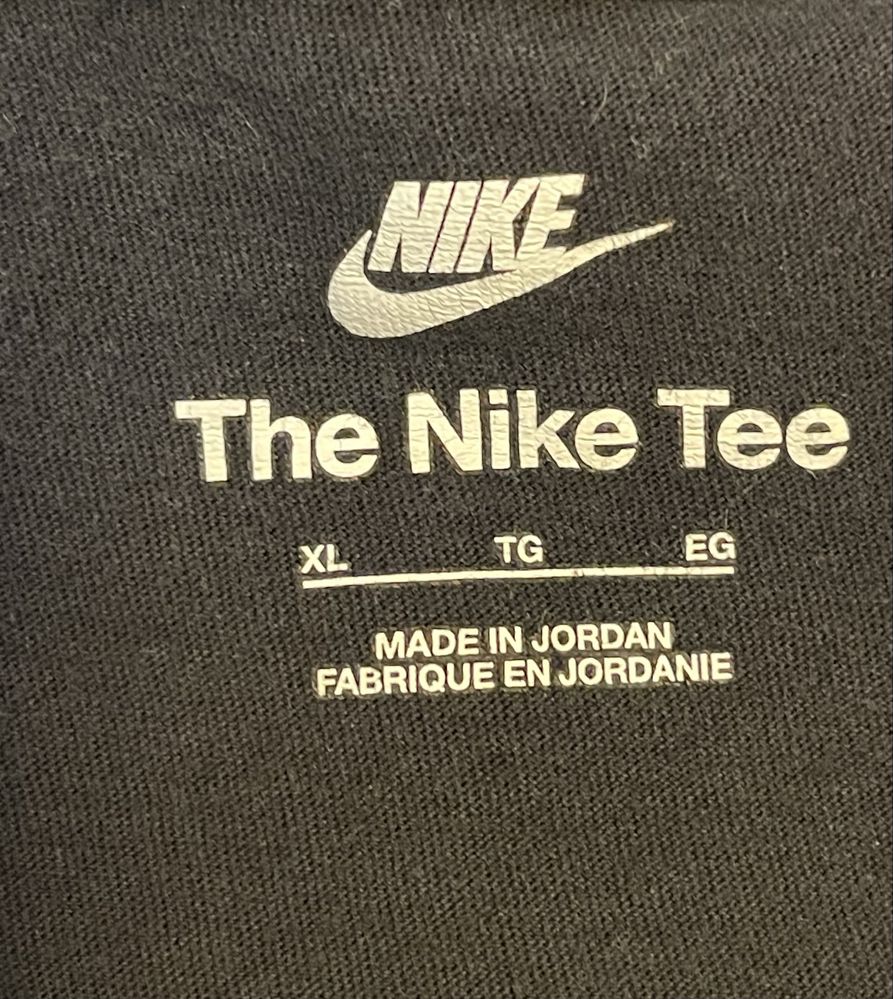 NIKE
The Nike Tee
XL TG EG
MADE IN JORDAN
FABRIQUE EN JORDANIE